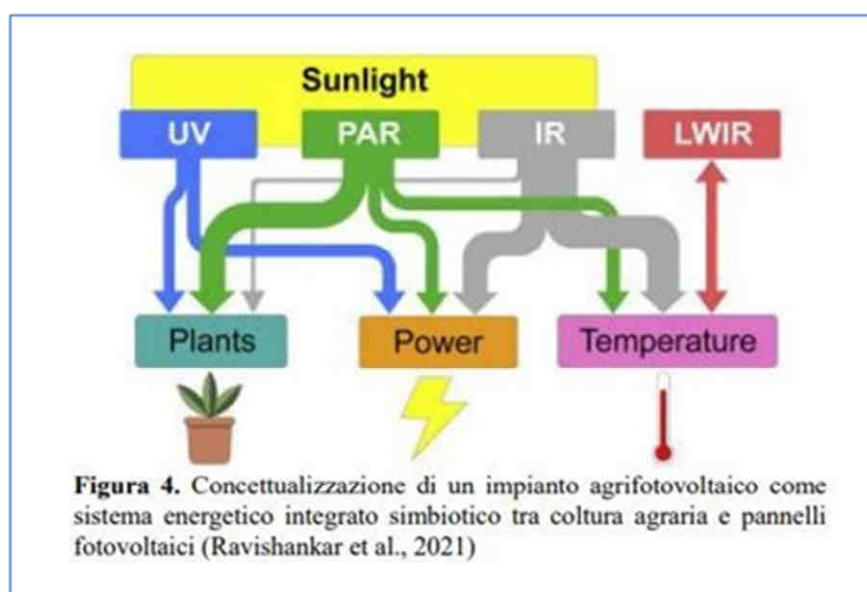 Sunlight
UV PAR IR LWIR
Plants Power Temperature
Figura 4. Concettualizzazione di un impianto agrifotovoltaico come
sistema energetico integrato simbiotico tra coltura agraria e pannelli
fotovoltaici (Ravishankar et al., 2021)